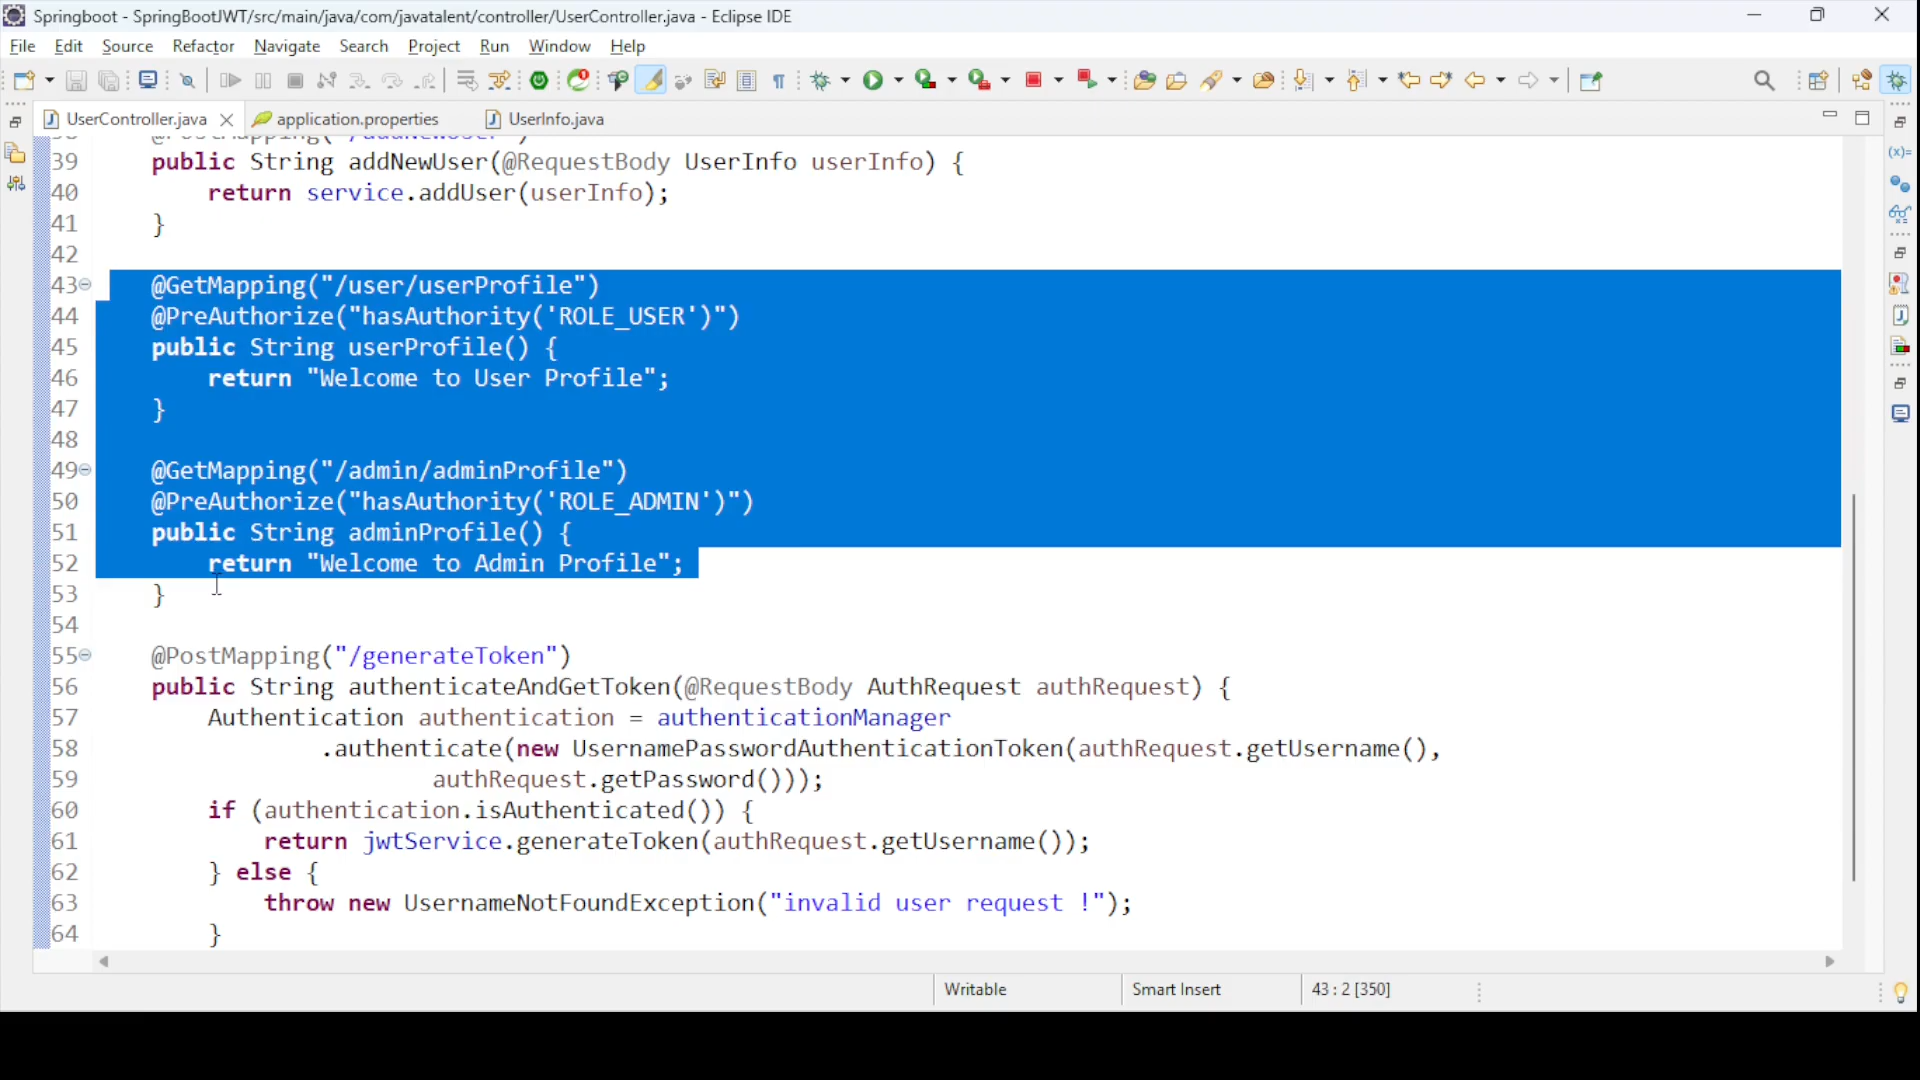 Springboot - SpringBootJWT/src/main/java/com/javatalent/controller/UserController.java - Eclipse IDE
File Edit Source Refactor Navigate Search Project Run Window Help
UserController.java application.properties UserInfo.java
39 public String addNewUser(@RequestBody UserInfo userInfo) {
40 return service.addUser(userInfo);
41 }
42
43 @GetMapping("/user/userProfile")
44 @PreAuthorize("hasAuthority('ROLE_USER')")
45 public String userProfile() {
46 return "Welcome to User Profile";
47 }
48
49 @GetMapping("/admin/adminProfile")
50 @PreAuthorize("hasAuthority('ROLE_ADMIN')")
51 public String adminProfile() {
52 return "Welcome to Admin Profile";
53 }
54
55 @PostMapping("/generateToken")
56 public String authenticateAndGetToken(@RequestBody AuthRequest authRequest) {
57 Authentication authentication = authenticationManager
58 .authenticate(new UsernamePasswordAuthenticationToken(authRequest.getUsername(),
59 authRequest.getPassword()));
60 if (authentication.isAuthenticated()) {
61 return jwtService.generateToken(authRequest.getUsername());
62 } else {
63 throw new UsernameNotFoundException("invalid user request !");
64 }
Writable Smart Insert 43 : 2 [350]